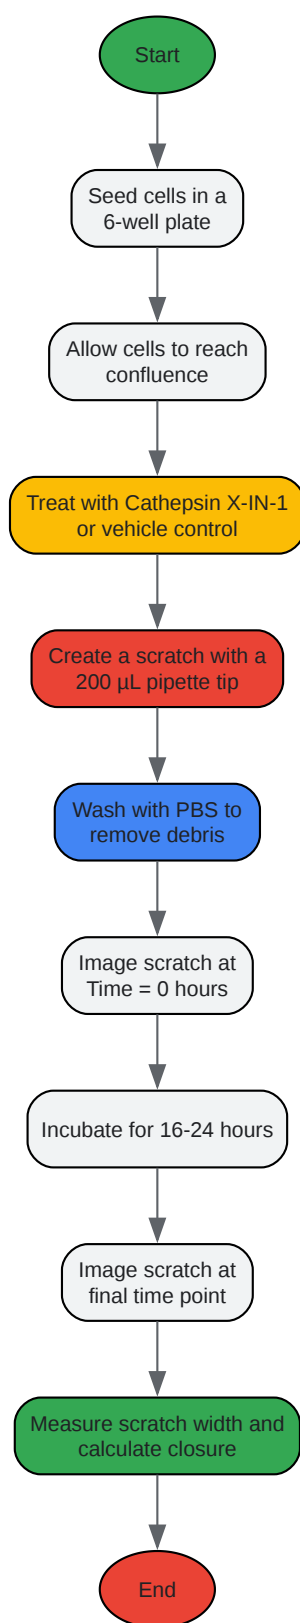 Start
Seed cells in a
6-well plate
Allow cells to reach
confluence
Treat with Cathepsin X-IN-1
or vehicle control
Create a scratch with a
200 µL pipette tip
Wash with PBS to
remove debris
Image scratch at
Time = 0 hours
Incubate for 16-24 hours
Image scratch at
final time point
Measure scratch width and
calculate closure
End